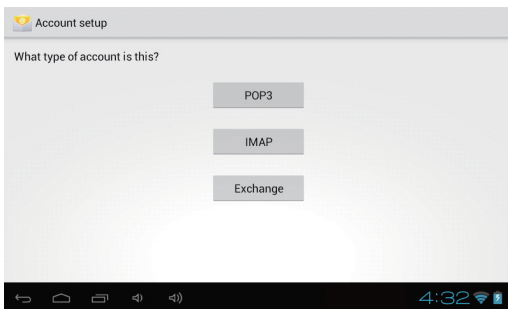 Account setup
What type of account is this?
POP3
IMAP
Exchange
4:32